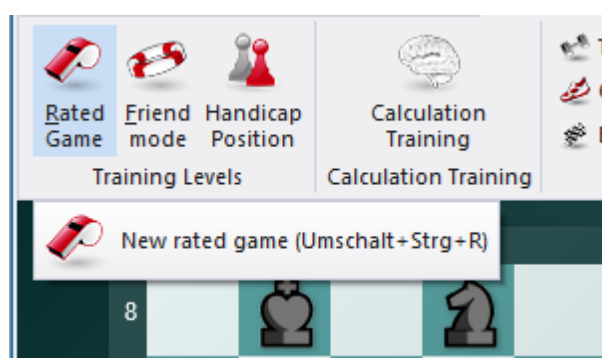 Rated Game
Friend mode
Handicap Position
Calculation Training
Training Levels
Calculation Training
New rated game (Umschalt+Strg+R)
8